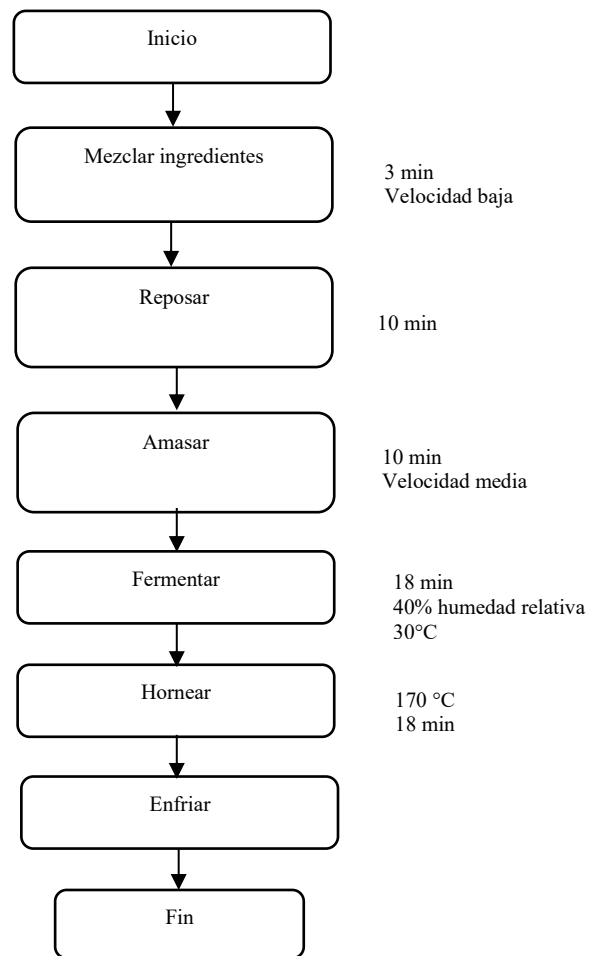 Inicio
Mezclar ingredientes
3 min
Velocidad baja
Reposar
10 min
Amasar
10 min
Velocidad media
Fermentar
18 min
40% humedad relativa
30°C
Hornear
170 °C
18 min
Enfriar
Fin